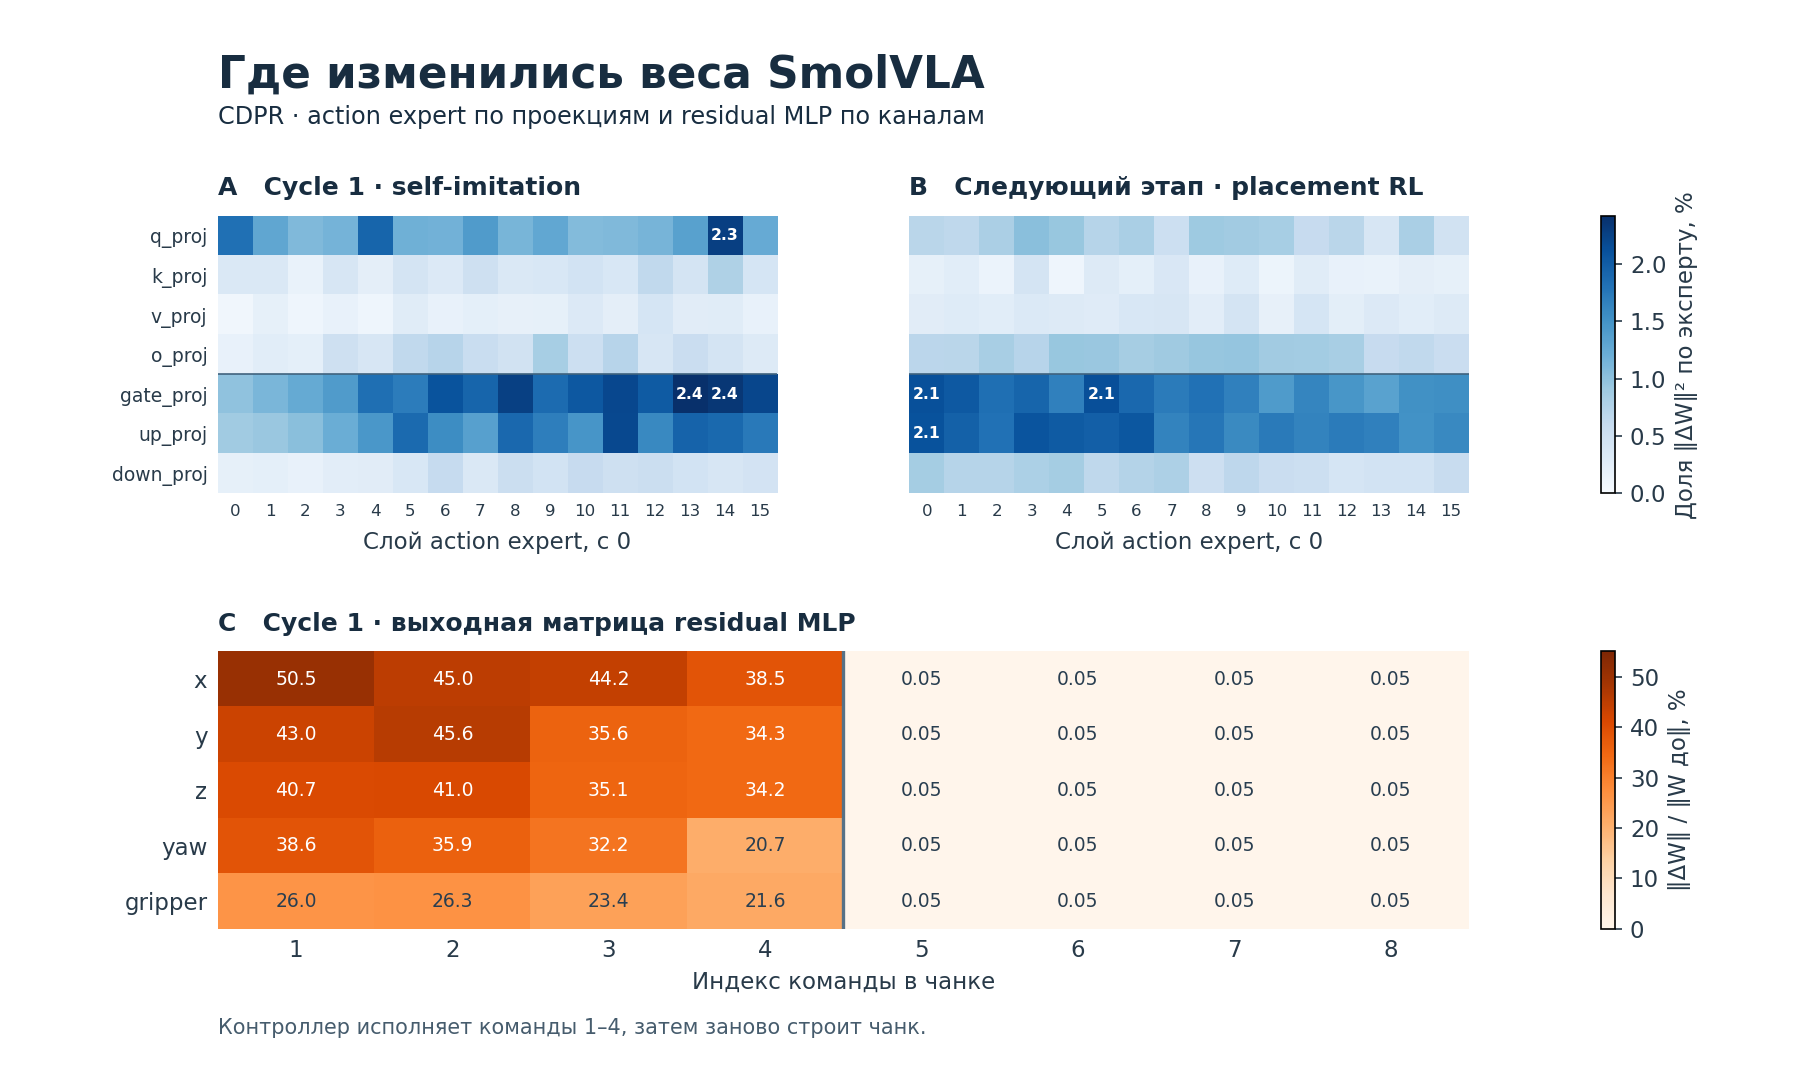 Где изменились веса SmolVLA
CDPR · action expert по проекциям и residual MLP по каналам
A Cycle 1 · self-imitation
q_proj
k_proj
v_proj
o_proj
gate_proj
up_proj
down_proj
2.3
2.4 2.4
0 1 2 3 4 5 6 7 8 9 10 11 12 13 14 15
Слой action expert, с 0
B Следующий этап · placement RL
2.1 2.1
2.1
0 1 2 3 4 5 6 7 8 9 10 11 12 13 14 15
Слой action expert, с 0
2.0
1.5
1.0
0.5
0.0
Доля ‖ΔW‖² по эксперту, %
C Cycle 1 · выходная матрица residual MLP
x 50.5 45.0 44.2 38.5 0.05 0.05 0.05 0.05
y 43.0 45.6 35.6 34.3 0.05 0.05 0.05 0.05
z 40.7 41.0 35.1 34.2 0.05 0.05 0.05 0.05
yaw 38.6 35.9 32.2 20.7 0.05 0.05 0.05 0.05
gripper 26.0 26.3 23.4 21.6 0.05 0.05 0.05 0.05
1 2 3 4 5 6 7 8
Индекс команды в чанке
50
40
30
20
10
0
‖ΔW‖ / ‖W до‖, %
Контроллер исполняет команды 1–4, затем заново строит чанк.